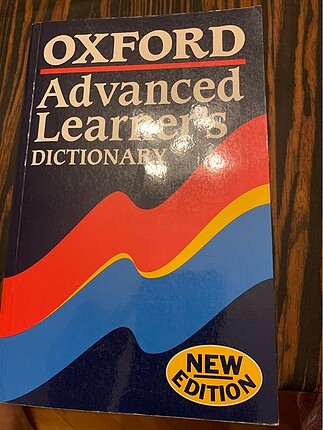 OXFORD
Advanced
Learner's
DICTIONARY
NEW
EDITION